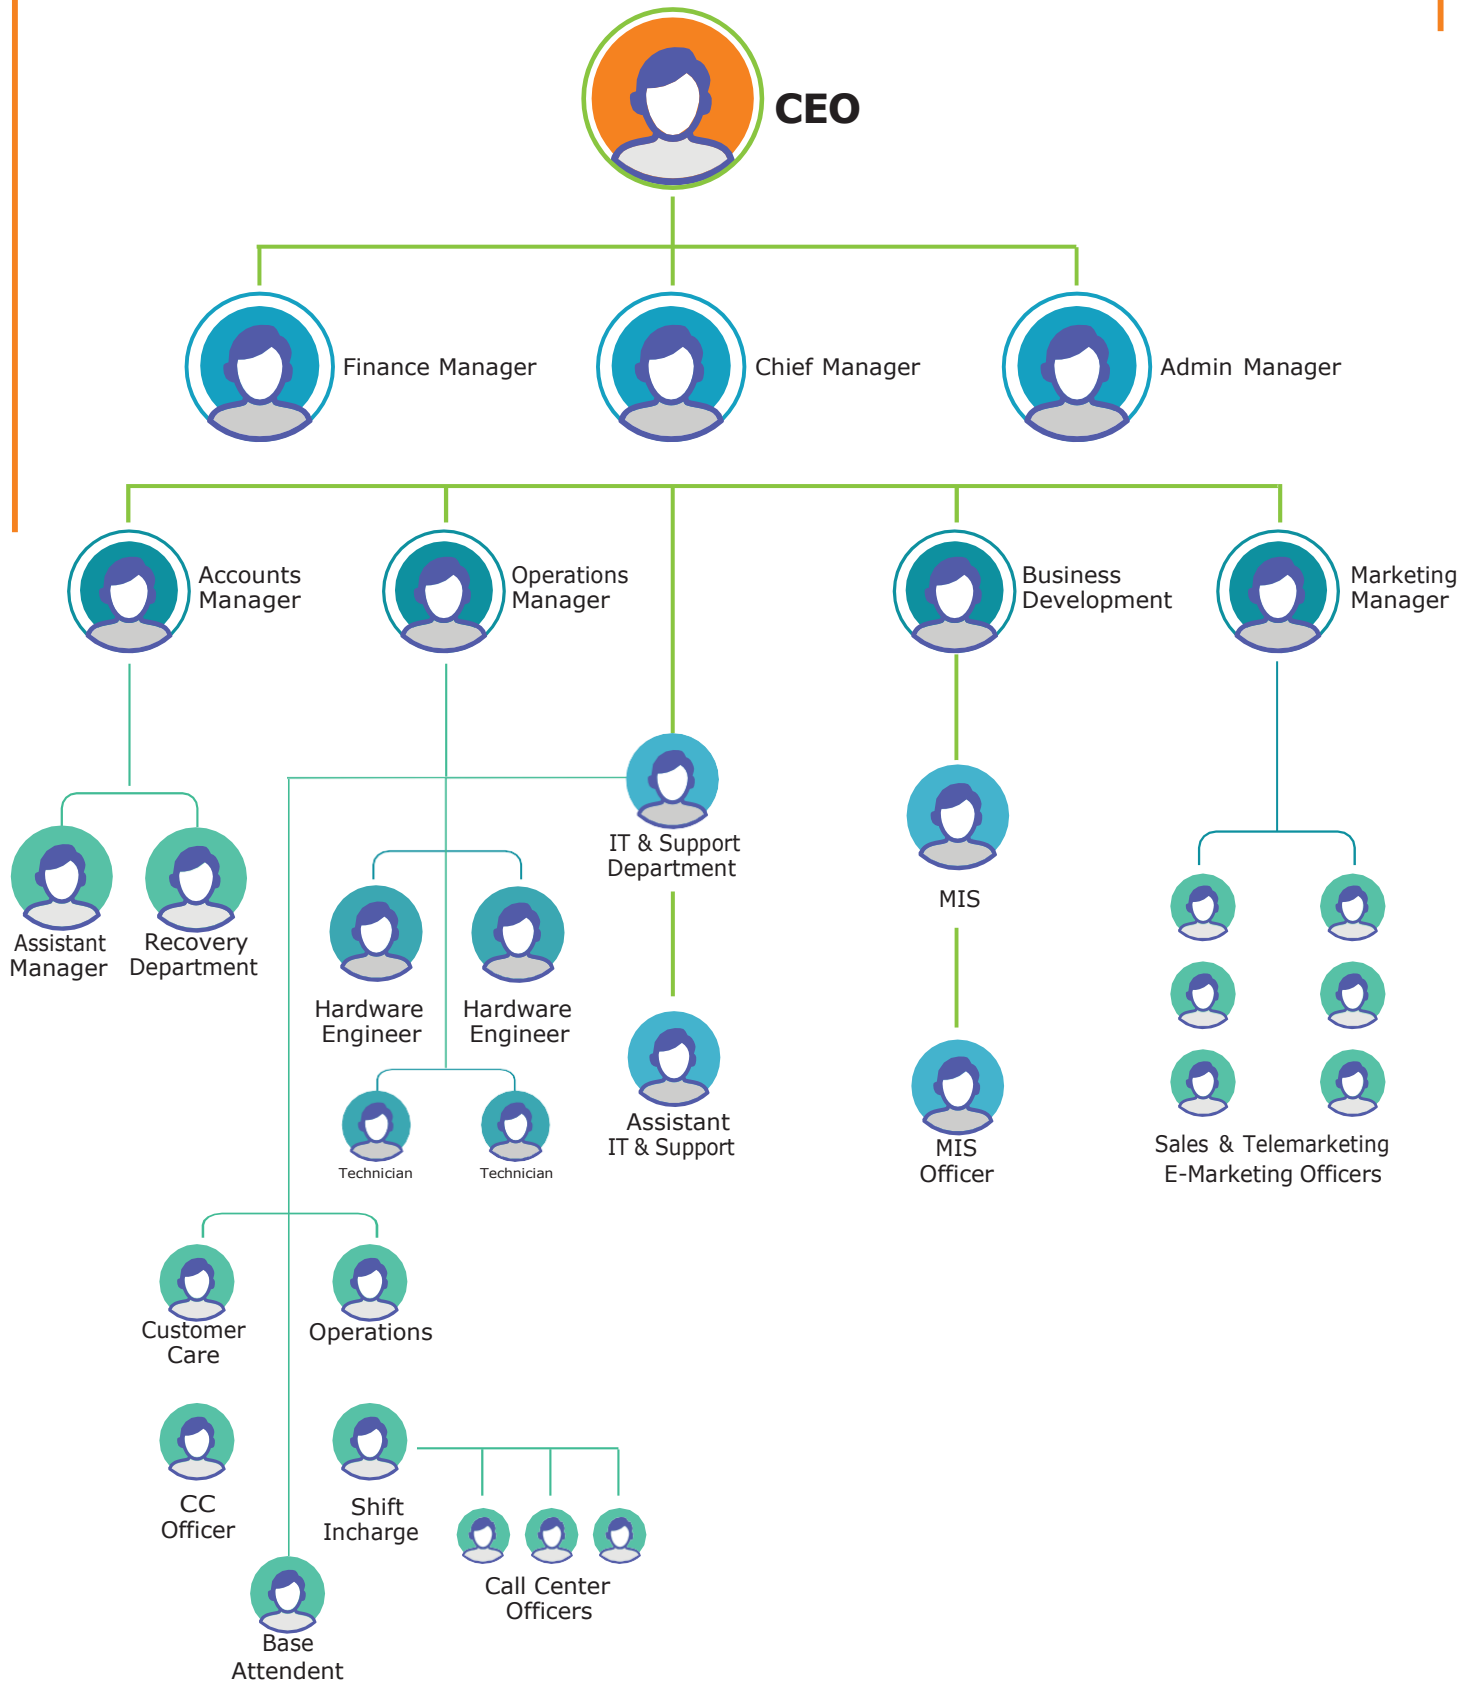 CEO
Finance Manager
Chief Manager
Admin Manager
Accounts
Manager
Operations
Manager
Business
Development
Marketing
Manager
IT & Support
Department
MIS
Assistant
Manager
Recovery
Department
Hardware
Engineer
Hardware
Engineer
Assistant
IT & Support
MIS
Officer
Sales & Telemarketing
E-Marketing Officers
Technician
Technician
Customer
Care
Operations
CC
Officer
Shift
Incharge
Call Center
Officers
Base
Attendent